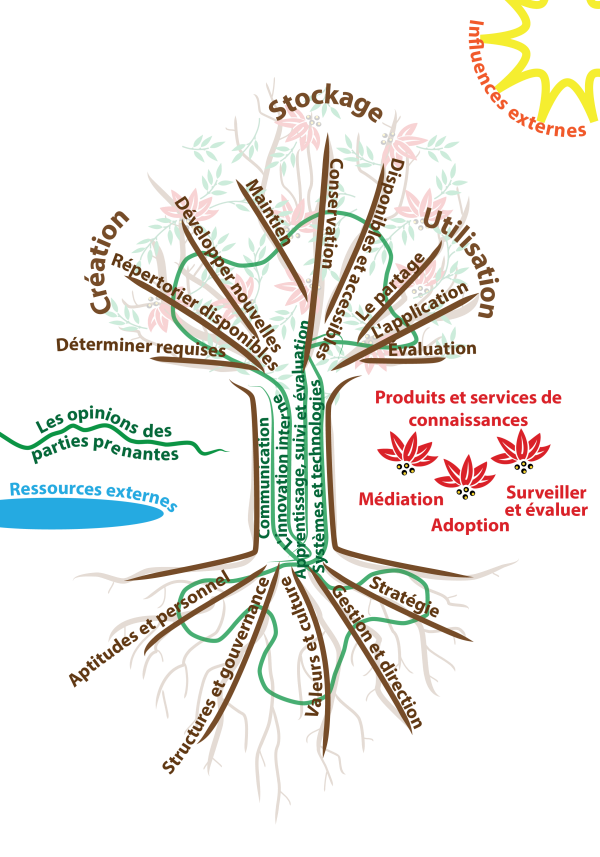 Influences externes
Stockage
Création
Utilisation
Déterminer requises
Répertorier disponibles
Développer nouvelles
Maintien
Conservation
Disponibles et accessibles
Le partage
L'application
Évaluation
Communication
L'innovation interne
Apprentissage, suivi et évaluation
Systèmes et technologies
Les opinions des
parties prenantes
Ressources externes
Produits et services de
connaissances
Médiation
Adoption
Surveiller
et évaluer
Aptitudes et personnel
Structures et gouvernance
Valeurs et culture
Gestion et direction
Stratégie